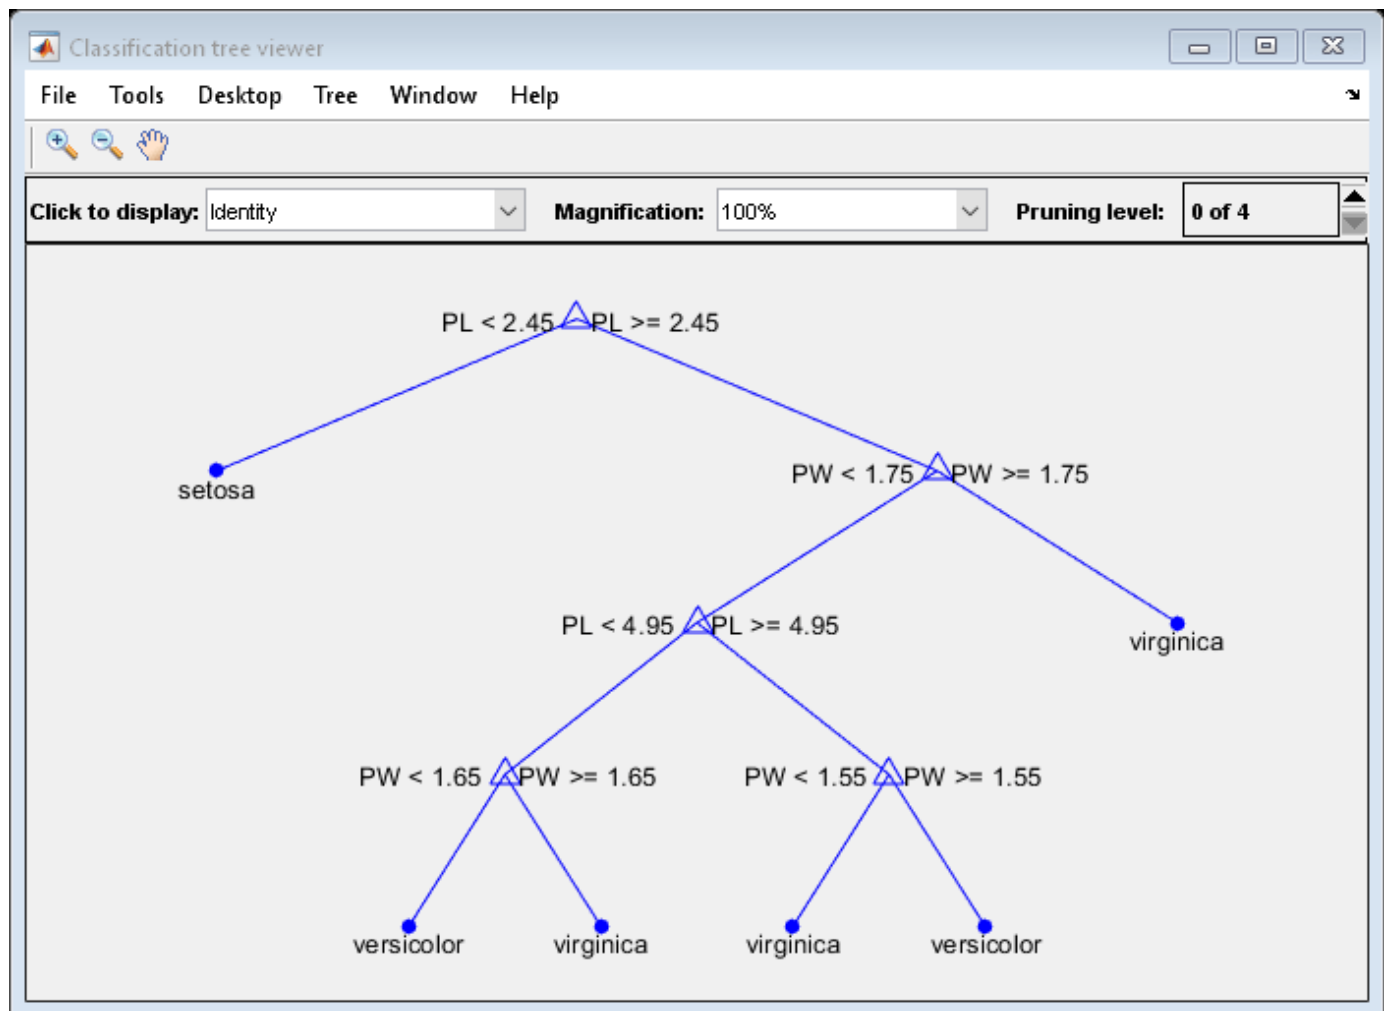 Classification tree viewer
File Tools Desktop Tree Window Help
Click to display: Identity Magnification: 100% Pruning level: 0 of 4
PL < 2.45 PL >= 2.45
setosa
PW < 1.75 PW >= 1.75
PL < 4.95 PL >= 4.95
virginica
PW < 1.65 PW >= 1.65 PW < 1.55 PW >= 1.55
versicolor virginica virginica versicolor